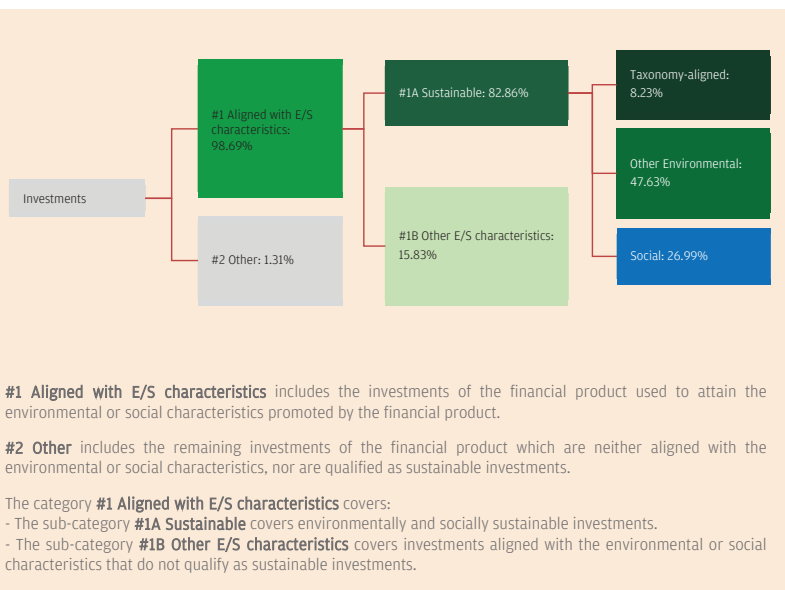 Investments
#1 Aligned with E/S
characteristics:
98.69%
#2 Other: 1.31%
#1A Sustainable: 82.86%
#1B Other E/S characteristics:
15.83%
Taxonomy-aligned:
8.23%
Other Environmental:
47.63%
Social: 26.99%
#1 Aligned with E/S characteristics includes the investments of the financial product used to attain the
environmental or social characteristics promoted by the financial product.
#2 Other includes the remaining investments of the financial product which are neither aligned with the
environmental or social characteristics, nor are qualified as sustainable investments.
The category #1 Aligned with E/S characteristics covers:
- The sub-category #1A Sustainable covers environmentally and socially sustainable investments.
- The sub-category #1B Other E/S characteristics covers investments aligned with the environmental or social
characteristics that do not qualify as sustainable investments.